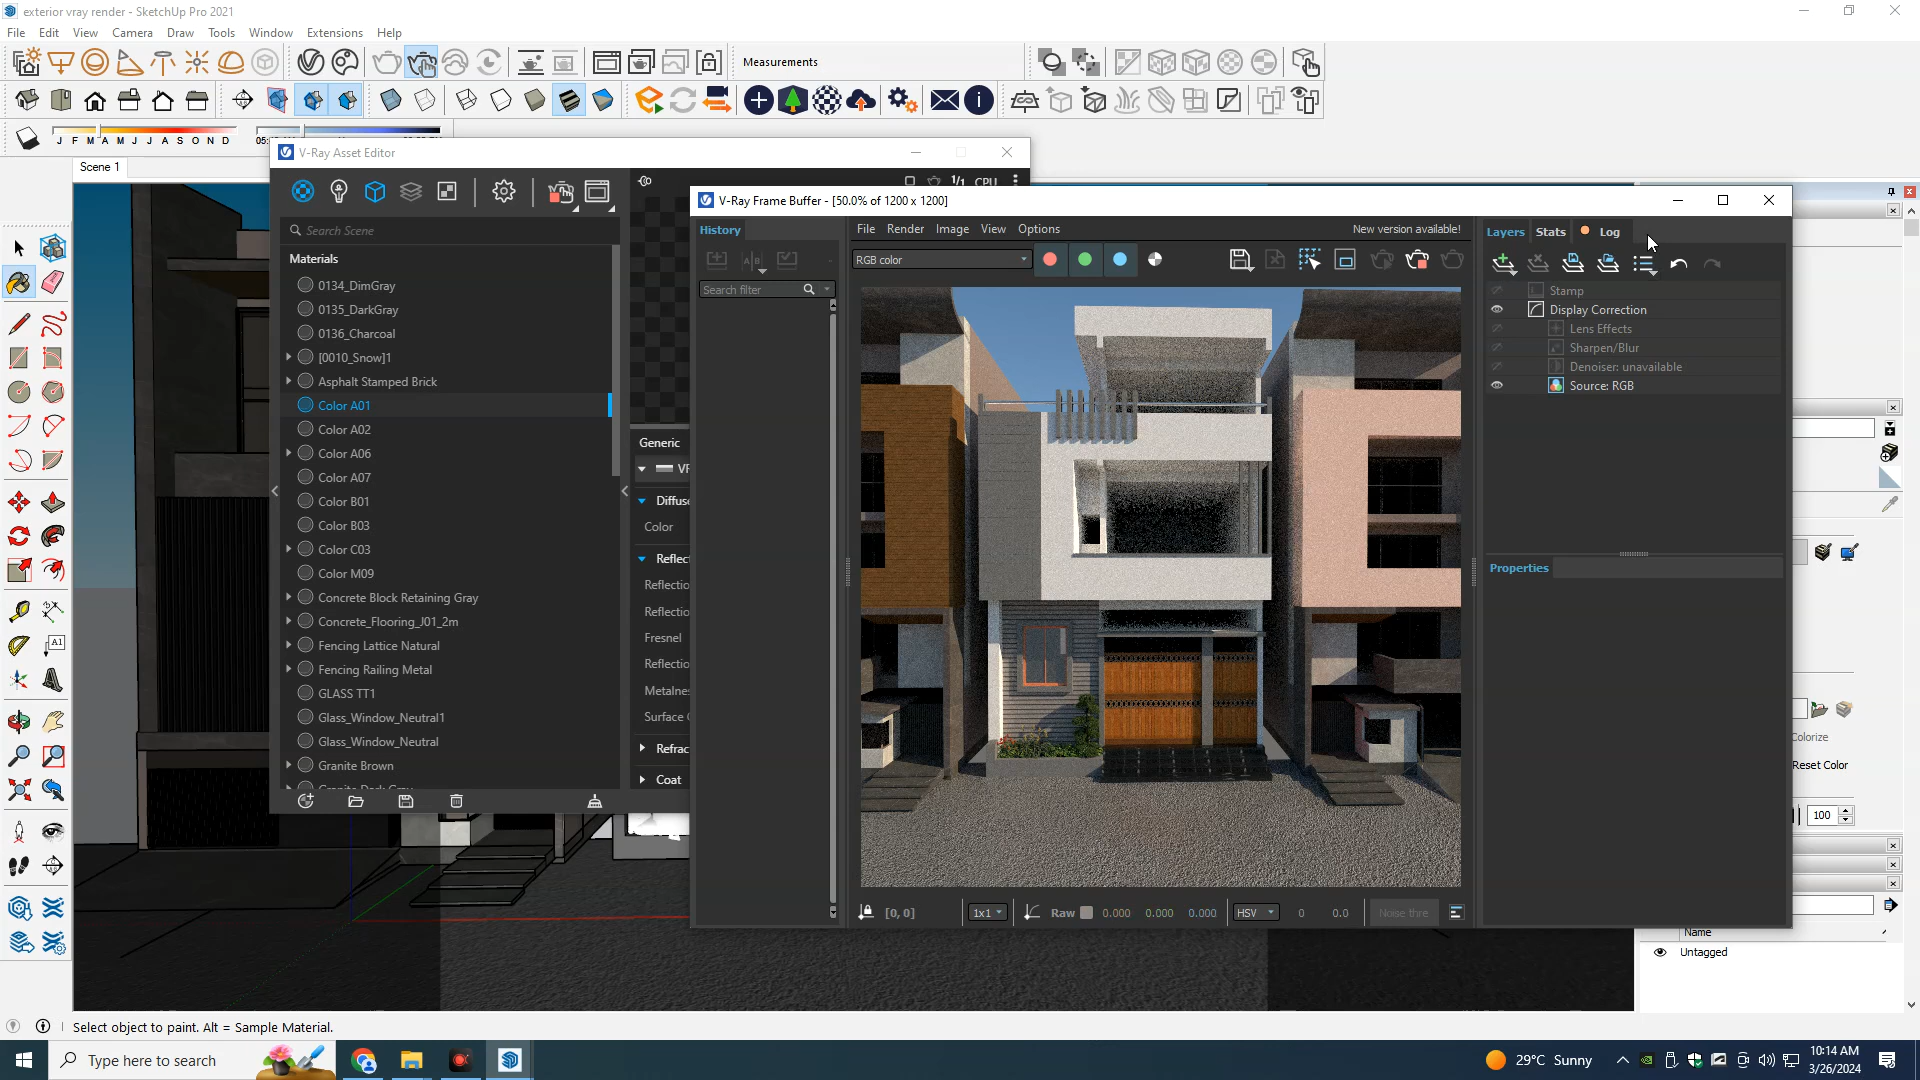 exterior vray render - SketchUp Pro 2021
File Edit View Camera Draw Tools Window Extensions Help
Measurements
J F M A M J J A S O N D
Scene 1
V-Ray Asset Editor
1/1 CPU
Search Scene
Materials
0134_DimGray
0135_DarkGray
0136_Charcoal
[0010_Snow]1
Asphalt Stamped Brick
Color A01
Color A02
Color A06
Color A07
Color B01
Color B03
Color C03
Color M09
Concrete Block Retaining Gray
Concrete_Flooring_J01_2m
Fencing Lattice Natural
Fencing Railing Metal
GLASS TT1
Glass_Window_Neutral1
Glass_Window_Neutral
Granite Brown
Generic
Color
Fresnel
Coat
V-Ray Frame Buffer - [50.0% of 1200 x 1200]
History
Search filter
File Render Image View Options
New version available!
RGB color
Layers Stats Log
Stamp
Display Correction
Lens Effects
Sharpen/Blur
Denoiser: unavailable
Source: RGB
Properties
[0, 0]
1x1
Raw 0.000 0.000 0.000
HSV
0 0.0
Noise thre
Colorize
Reset Color
100
Name
Untagged
A1
Select object to paint. Alt = Sample Material.
Type here to search
29°C Sunny
10:14 AM
3/26/2024